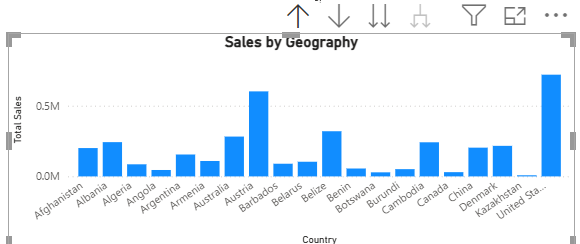 Sales by Geography
Total Sales
0.5M
0.0M
Afghanistan
Albania
Algeria
Angola
Argentina
Armenia
Australia
Austria
Barbados
Belarus
Belize
Benin
Botswana
Burundi
Cambodia
Canada
China
Denmark
Kazakhstan
United Sta...
Country